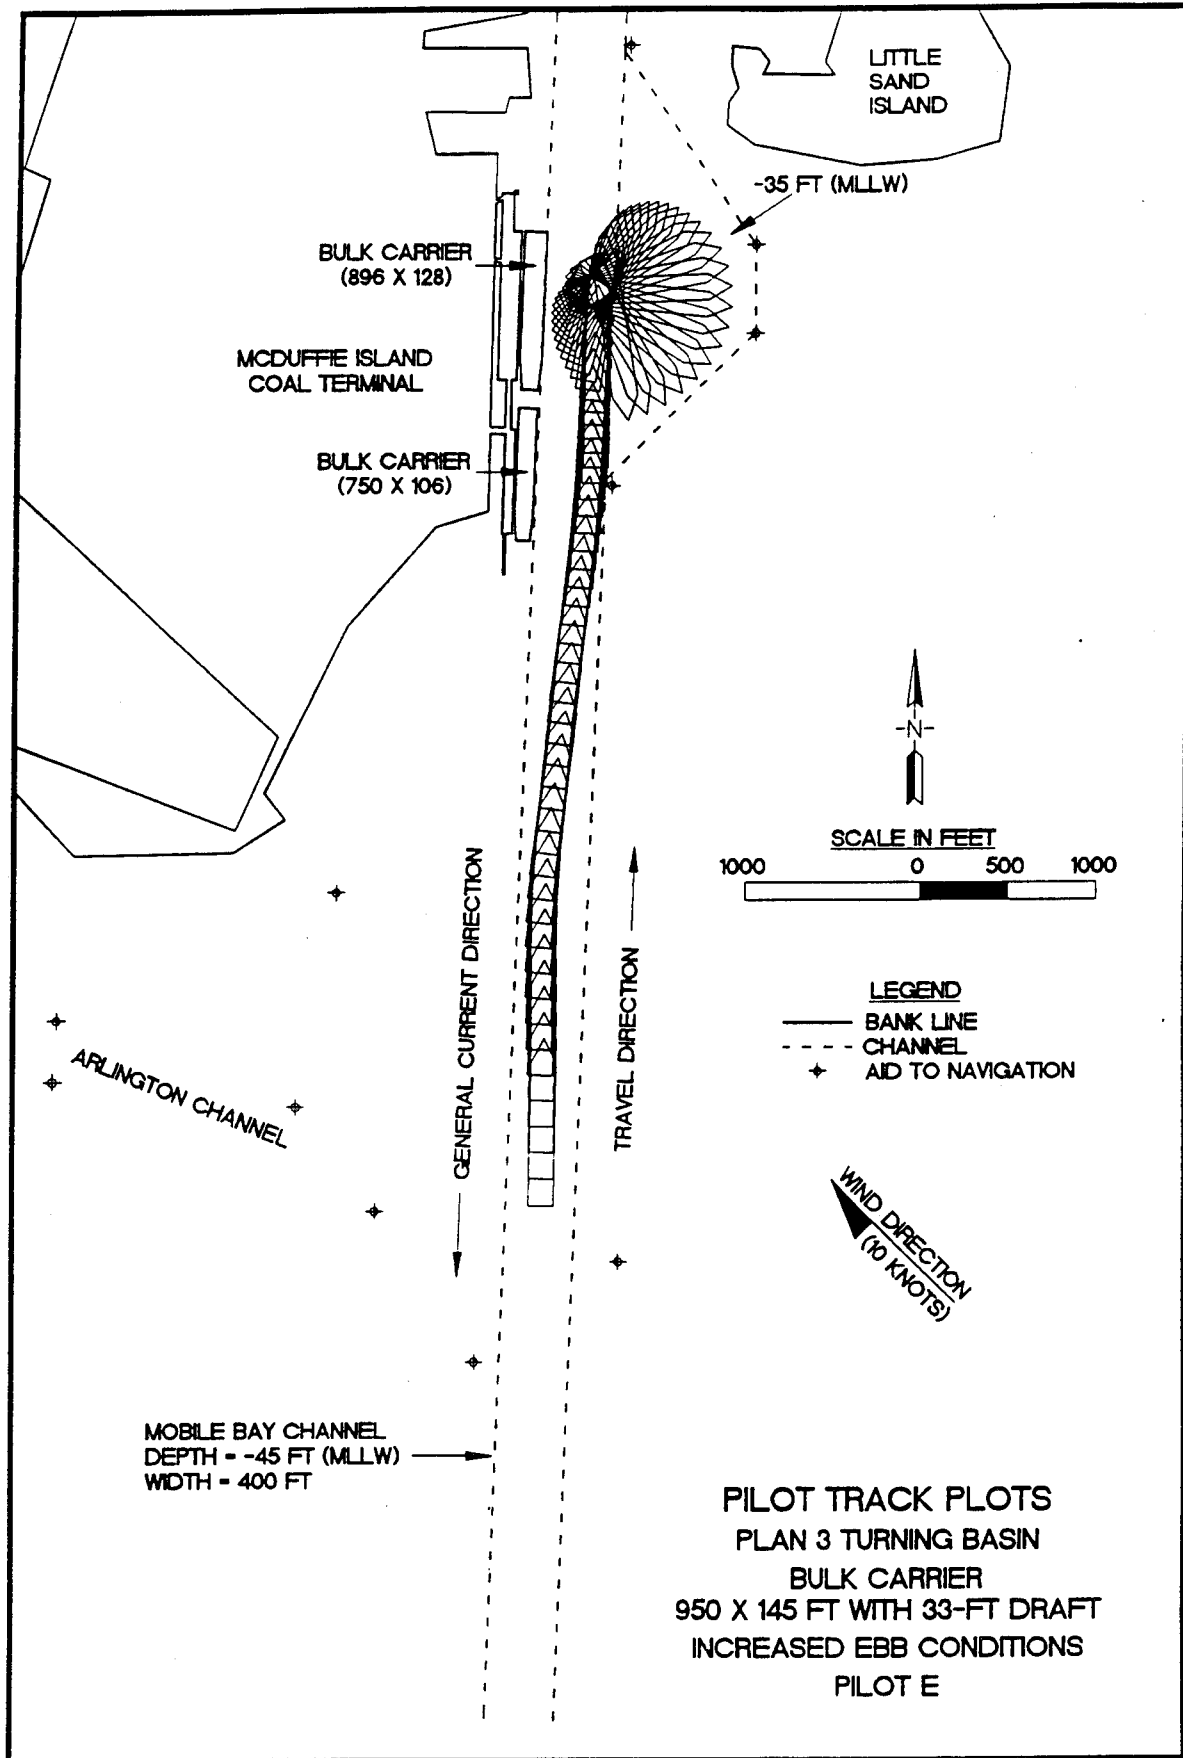 LITTLE
SAND
ISLAND
-35 FT (MLLW)
BULK CARRIER
(896 X 128)
MCDUFFIE ISLAND
COAL TERMINAL
BULK CARRIER
(750 X 106)
-N-
SCALE IN FEET
1000 0 500 1000
GENERAL CURRENT DIRECTION
TRAVEL DIRECTION
LEGEND
BANK LINE
CHANNEL
AID TO NAVIGATION
ARLINGTON CHANNEL
WIND DIRECTION
(10 KNOTS)
MOBILE BAY CHANNEL
DEPTH = -45 FT (MLLW)
WIDTH = 400 FT
PILOT TRACK PLOTS
PLAN 3 TURNING BASIN
BULK CARRIER
950 X 145 FT WITH 33-FT DRAFT
INCREASED EBB CONDITIONS
PILOT E